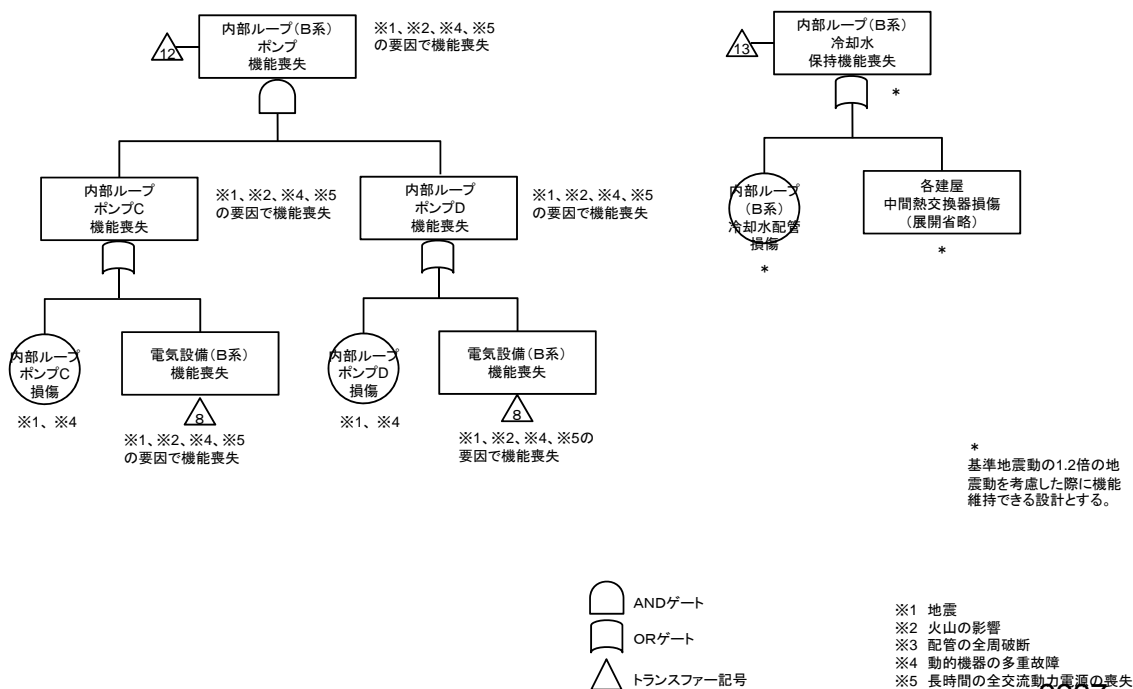 内部ループ(B系)
ポンプ
機能喪失
12
※1、※2、※4、※5
の要因で機能喪失
内部ループ(B系)
冷却水
保持機能喪失
13
*
内部ループ
ポンプC
機能喪失
※1、※2、※4、※5
の要因で機能喪失
内部ループ
ポンプD
機能喪失
※1、※2、※4、※5
の要因で機能喪失
内部ループ
(B系)
冷却水配管
損傷
*
各建屋
中間熱交換器損傷
(展開省略)
*
内部ループ
ポンプC
損傷
※1、※4
電気設備(B系)
機能喪失
8
※1、※2、※4、※5
の要因で機能喪失
内部ループ
ポンプD
損傷
※1、※4
電気設備(B系)
機能喪失
8
※1、※2、※4、※5の
要因で機能喪失
*
基準地震動の1.2倍の地
震動を考慮した際に機能
維持できる設計とする。
ANDゲート
ORゲート
トランスファー記号
※1 地震
※2 火山の影響
※3 配管の全周破断
※4 動的機器の多重故障
※5 長時間の全交流動力電源の喪失